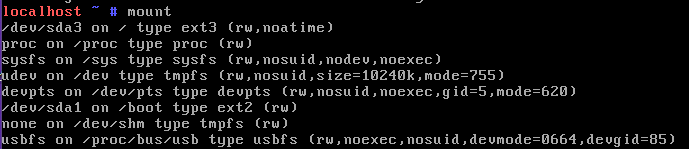 localhost ~ # mount
/dev/sda3 on / type ext3 (rw,noatime)
proc on /proc type proc (rw)
sysfs on /sys type sysfs (rw,nosuid,nodev,noexec)
udev on /dev type tmpfs (rw,nosuid,size=10240k,mode=755)
devpts on /dev/pts type devpts (rw,nosuid,noexec,gid=5,mode=620)
/dev/sda1 on /boot type ext2 (rw)
none on /dev/shm type tmpfs (rw)
usbfs on /proc/bus/usb type usbfs (rw,noexec,nosuid,devmode=0664,devgid=85)